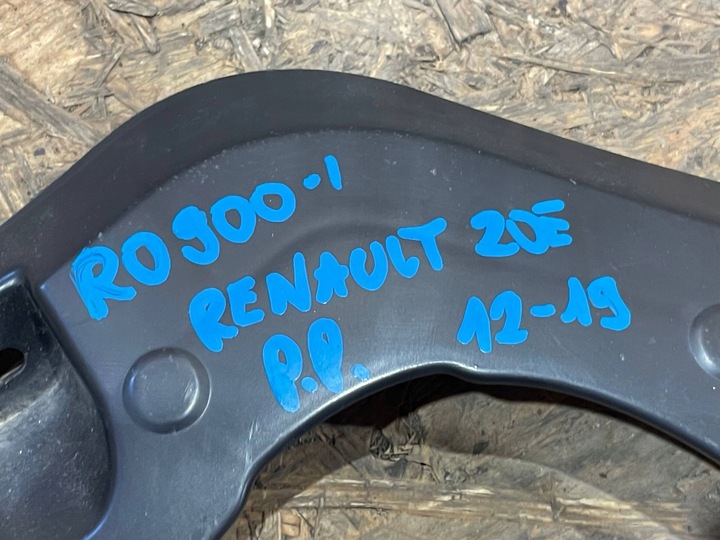 RO900-1
RENAULT ZOE
P.P. 12-19